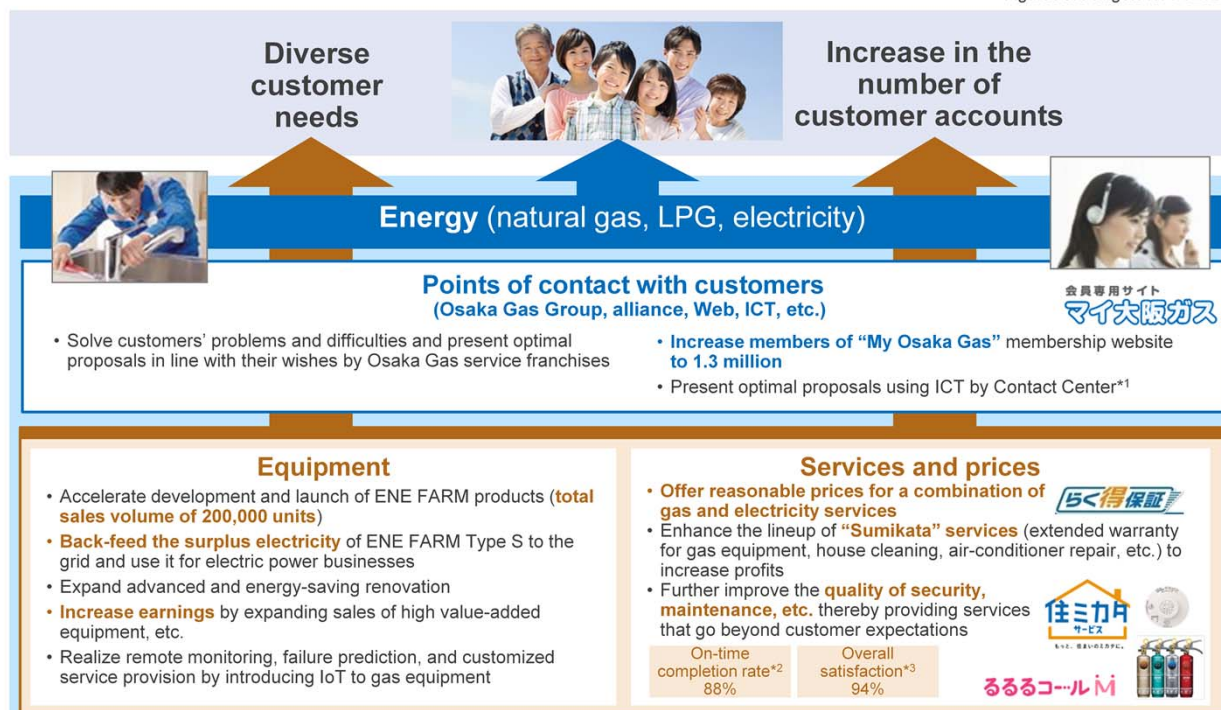 Diverse
customer
needs
Increase in the
number of
customer accounts
Energy (natural gas, LPG, electricity)
Points of contact with customers
(Osaka Gas Group, alliance, Web, ICT, etc.)
会員専用サイト
マイ大阪ガス
• Solve customers' problems and difficulties and present optimal
proposals in line with their wishes by Osaka Gas service franchises
• Increase members of “My Osaka Gas” membership website
to 1.3 million
• Present optimal proposals using ICT by Contact Center*1
Equipment
• Accelerate development and launch of ENE FARM products (total
sales volume of 200,000 units)
• Back-feed the surplus electricity of ENE FARM Type S to the
grid and use it for electric power businesses
• Expand advanced and energy-saving renovation
• Increase earnings by expanding sales of high value-added
equipment, etc.
• Realize remote monitoring, failure prediction, and customized
service provision by introducing IoT to gas equipment
Services and prices
• Offer reasonable prices for a combination of
gas and electricity services
らく得保証
• Enhance the lineup of “Sumikata” services (extended warranty
for gas equipment, house cleaning, air-conditioner repair, etc.) to
increase profits
• Further improve the quality of security,
maintenance, etc. thereby providing services
that go beyond customer expectations
住ミカタ
サービス
もっと、住まいのミカタに。
On-time
completion rate*2
88%
Overall
satisfaction*3
94%
るるるコール M